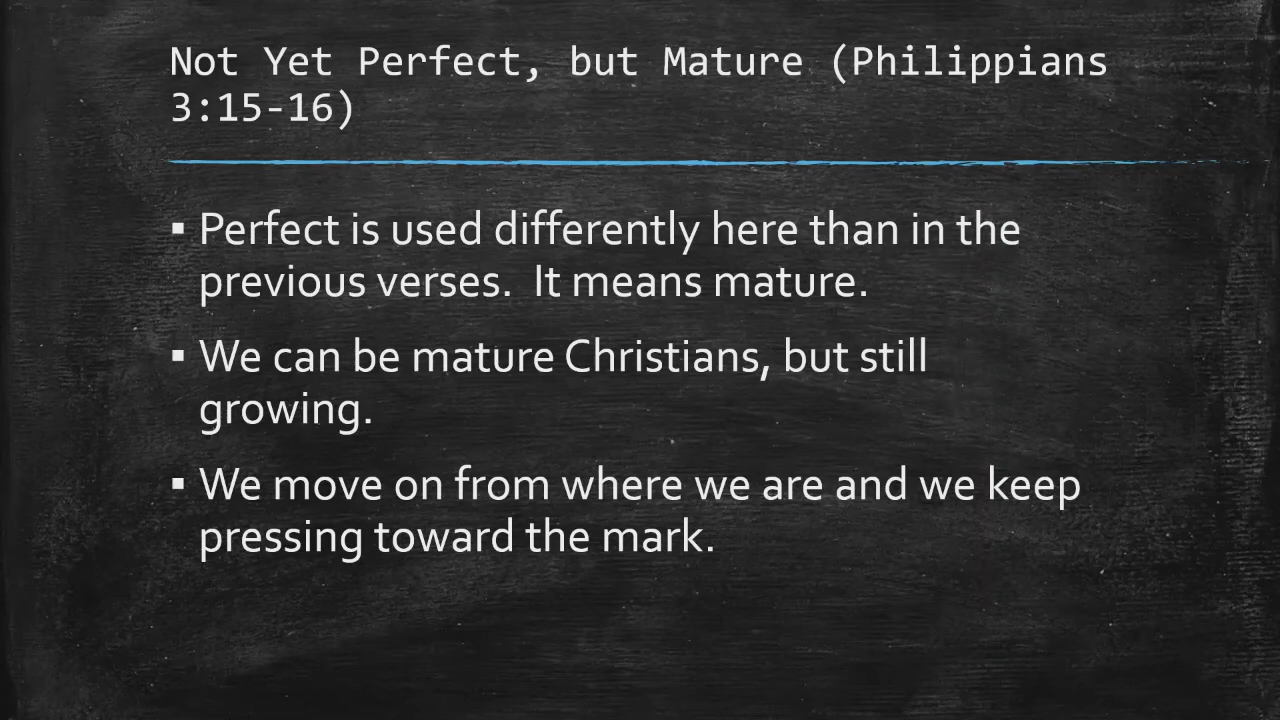 Not Yet Perfect, but Mature (Philippians
3:15-16)
▪ Perfect is used differently here than in the
previous verses.  It means mature.
▪ We can be mature Christians, but still
growing.
▪ We move on from where we are and we keep
pressing toward the mark.